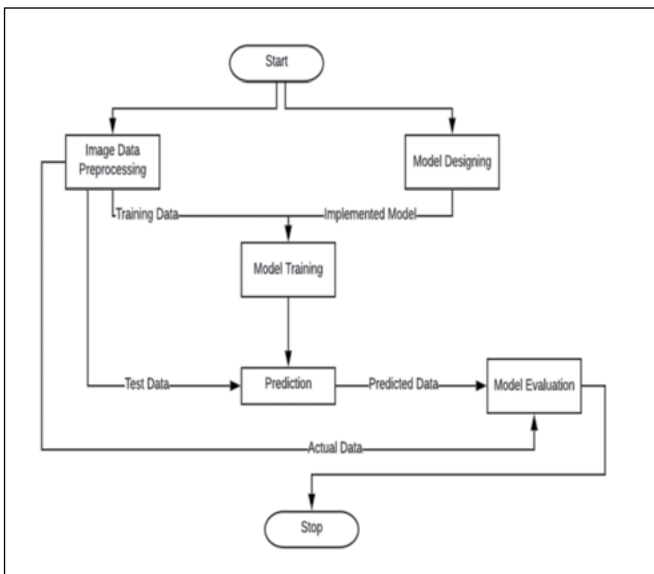 Start
Image Data
Preprocessing
Model Designing
Training Data
Implemented Model
Model Training
Test Data
Prediction
Predicted Data
Model Evaluation
Actual Data
Stop